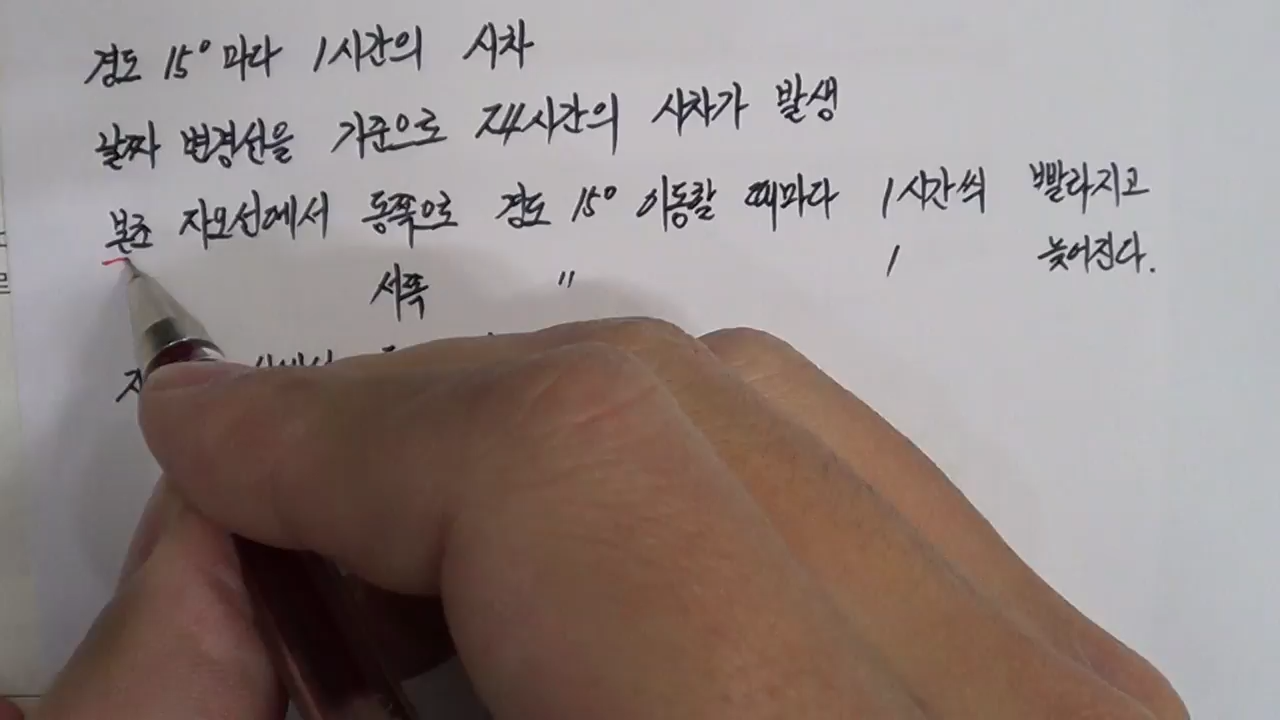 경도 15° 마다 1시간의 시차
날짜 변경선을 기준으로 24시간의 시차가 발생
본초 자오선에서 동쪽으로 경도 15° 이동할 때마다 1시간씩 빨라지고
서쪽 " 1 늦어진다.